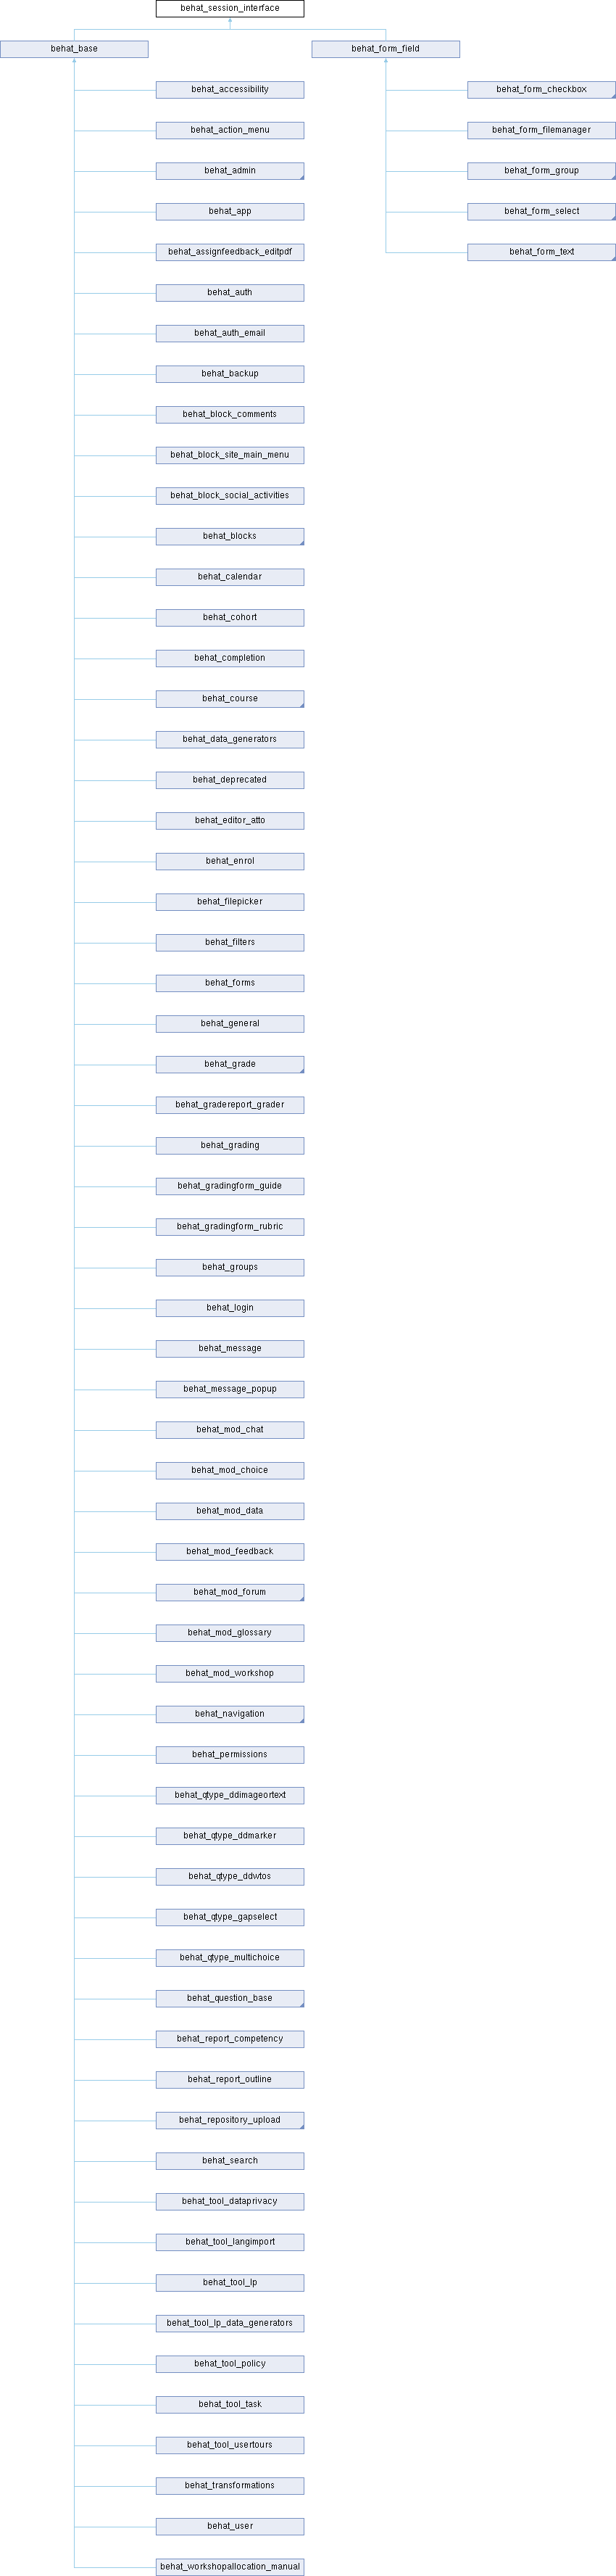 behat_session_interface
behat_base
behat_form_field
behat_accessibility
behat_form_checkbox
behat_action_menu
behat_form_filemanager
behat_admin
behat_form_group
behat_app
behat_form_select
behat_assignfeedback_editpdf
behat_form_text
behat_auth
behat_auth_email
behat_backup
behat_block_comments
behat_block_site_main_menu
behat_block_social_activities
behat_blocks
behat_calendar
behat_cohort
behat_completion
behat_course
behat_data_generators
behat_deprecated
behat_editor_atto
behat_enrol
behat_filepicker
behat_filters
behat_forms
behat_general
behat_grade
behat_gradereport_grader
behat_grading
behat_gradingform_guide
behat_gradingform_rubric
behat_groups
behat_login
behat_message
behat_message_popup
behat_mod_chat
behat_mod_choice
behat_mod_data
behat_mod_feedback
behat_mod_forum
behat_mod_glossary
behat_mod_workshop
behat_navigation
behat_permissions
behat_qtype_ddimageortext
behat_qtype_ddmarker
behat_qtype_ddwtos
behat_qtype_gapselect
behat_qtype_multichoice
behat_question_base
behat_report_competency
behat_report_outline
behat_repository_upload
behat_search
behat_tool_dataprivacy
behat_tool_langimport
behat_tool_lp
behat_tool_lp_data_generators
behat_tool_policy
behat_tool_task
behat_tool_usertours
behat_transformations
behat_user
behat_workshopallocation_manual